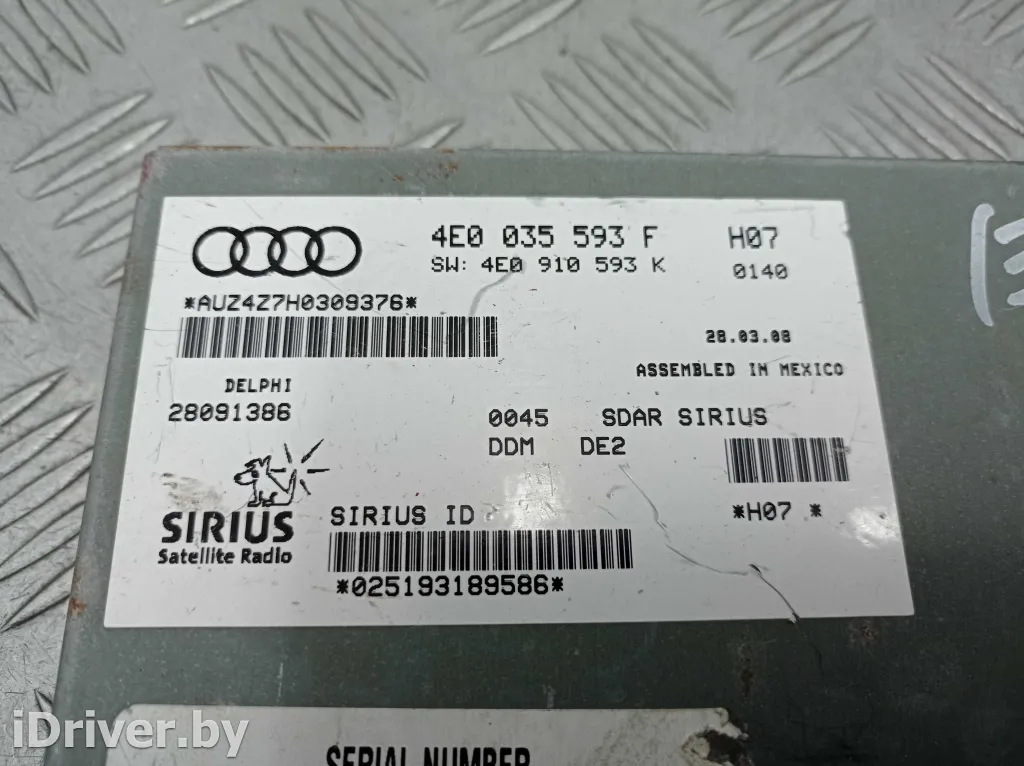 4E0 035 593 F H07
SW: 4E0 910 593 K 0140
*AUZ4Z7H0309376*
28.03.08
ASSEMBLED IN MEXICO
DELPHI
28091386
0045 SDAR SIRIUS
DDM DE2
SIRIUS
Satellite Radio
SIRIUS ID
*H07 *
*025193189586*
SERIAL NUMBER
iDriver.by